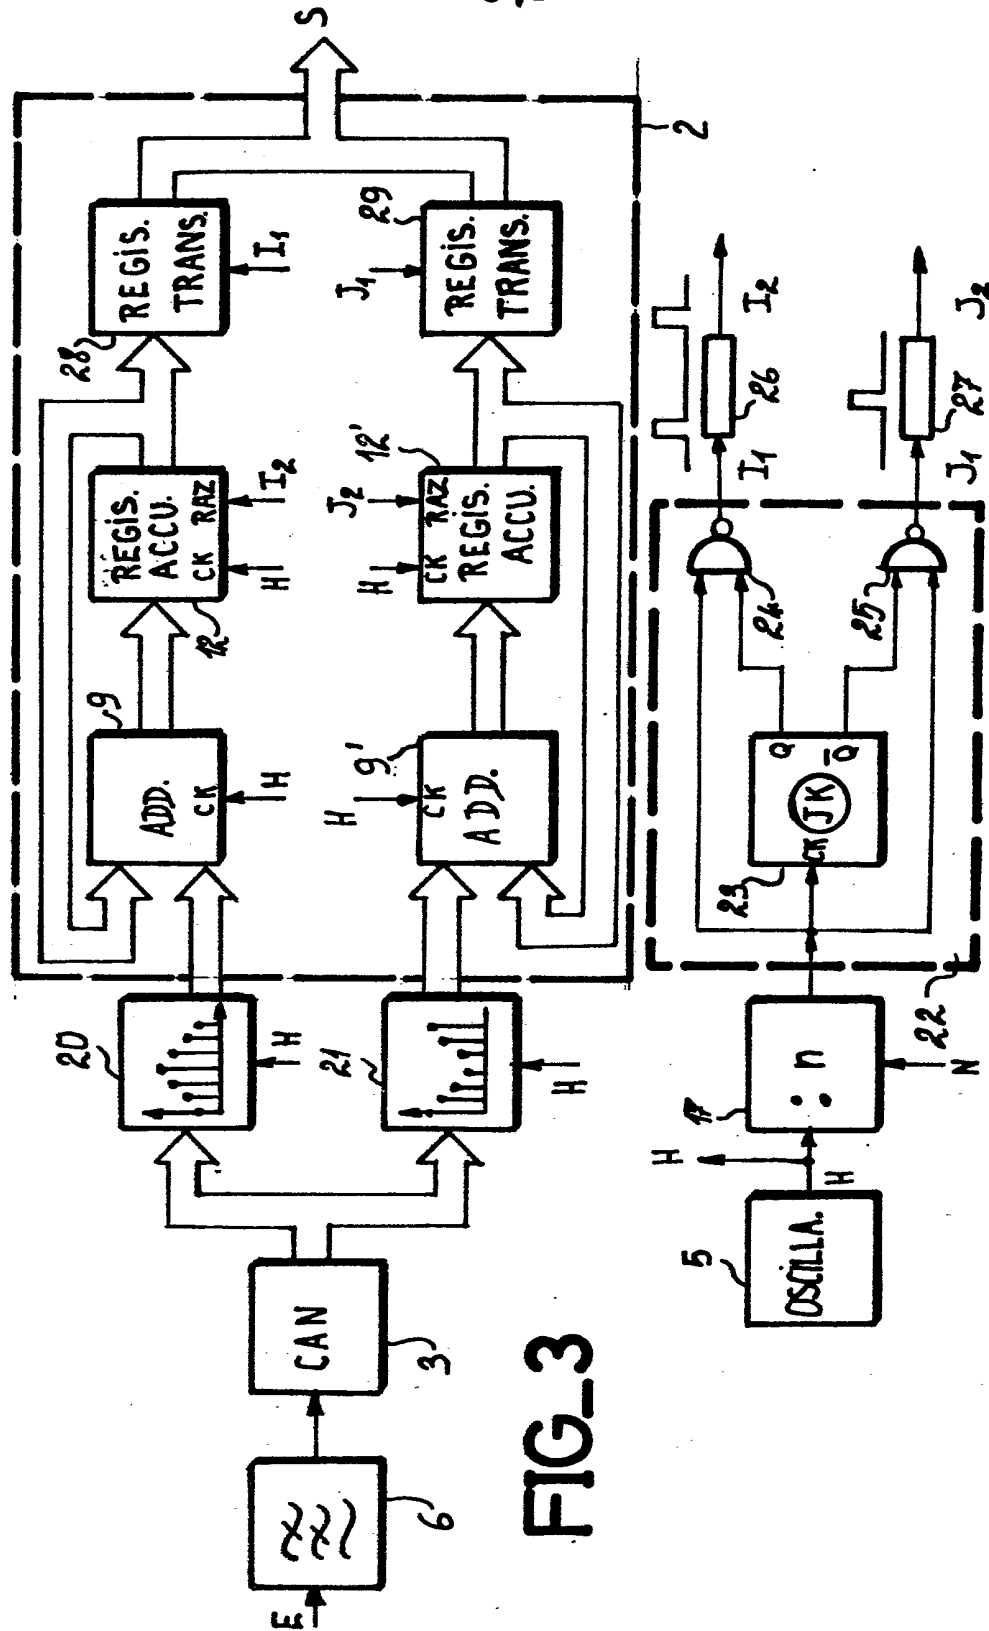 E
6
CAN
3
20
H
21
H
9
ADD.
CK
H
H
9'
CK
ADD.
12
REGIS.
ACCU.
CK RAZ
H
I2
H
J2
12'
CK RAZ
REGIS.
ACCU.
28
REGIS.
TRANS.
I1
J1
29
REGIS.
TRANS.
S
2
5
OSCILLA.
H
H
17
: n
N
22
23
CK
JK
Q
Q̅
24
25
I1
26
I2
J1
27
J2
FIG_3